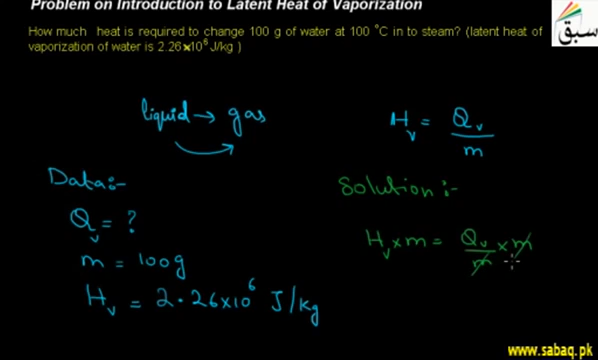 Problem on Introduction to Latent Heat of Vaporization
How much heat is required to change 100 g of water at 100 °C in to steam? (latent heat of
vaporization of water is 2.26×10⁶ J/kg )
سبق
liquid → gas
Hᵥ = Qᵥ/m
Data:-
Solution:-
Qᵥ = ?
Hᵥ × m = Qᵥ/m × m
m = 100g
Hᵥ = 2.26×10⁶ J/kg
www.sabaq.pk